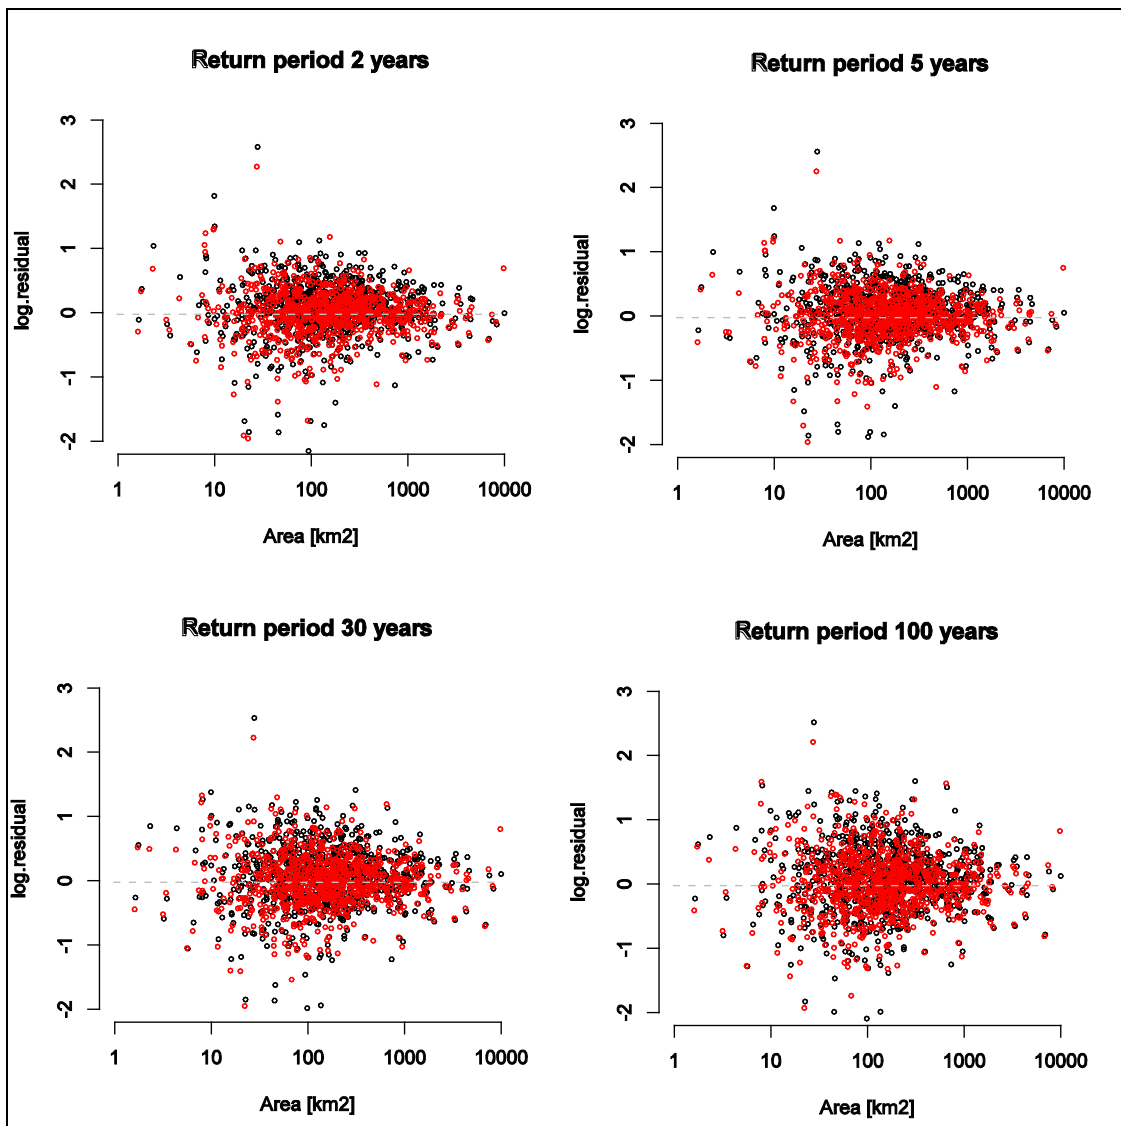 Return period 2 years
3
2
1
0
-1
-2
log.residual
1 10 100 1000 10000
Area [km2]
Return period 5 years
3
2
1
0
-1
-2
log.residual
1 10 100 1000 10000
Area [km2]
Return period 30 years
3
2
1
0
-1
-2
log.residual
1 10 100 1000 10000
Area [km2]
Return period 100 years
3
2
1
0
-1
-2
log.residual
1 10 100 1000 10000
Area [km2]